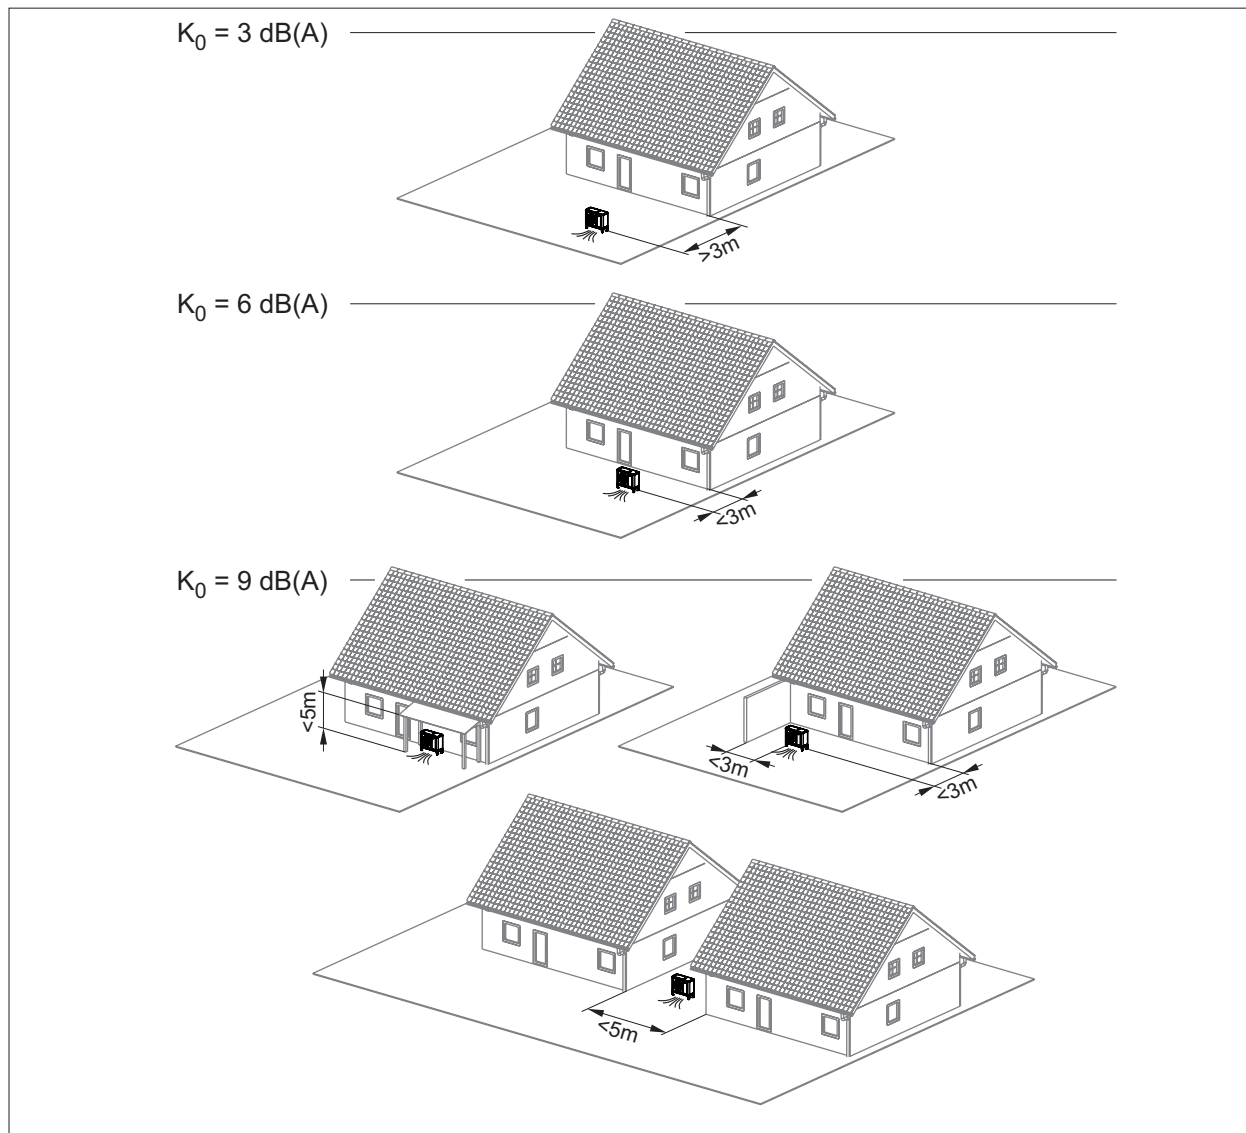 K₀ = 3 dB(A)
>3m
K₀ = 6 dB(A)
<3m
K₀ = 9 dB(A)
<5m
<3m
<3m
<5m